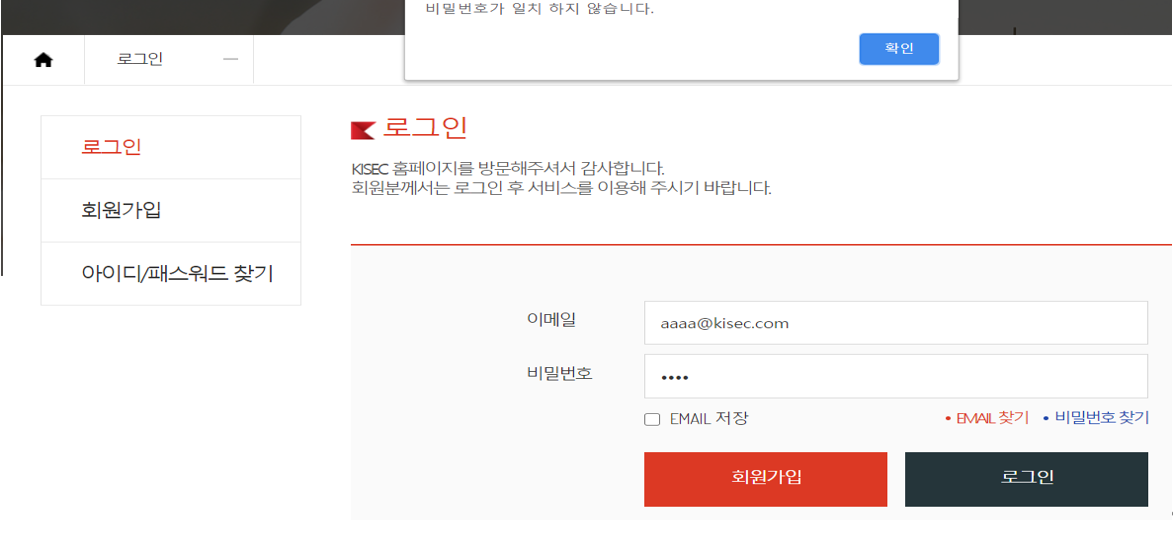 비밀번호가 일치 하지 않습니다.
확인
로그인
로그인
회원가입
아이디/패스워드 찾기
로그인
KISEC 홈페이지를 방문해주셔서 감사합니다.
회원분께서는 로그인 후 서비스를 이용해 주시기 바랍니다.
이메일
aaaa@kisec.com
비밀번호
••••
EMAIL 저장
• EMAIL 찾기 • 비밀번호 찾기
회원가입 로그인